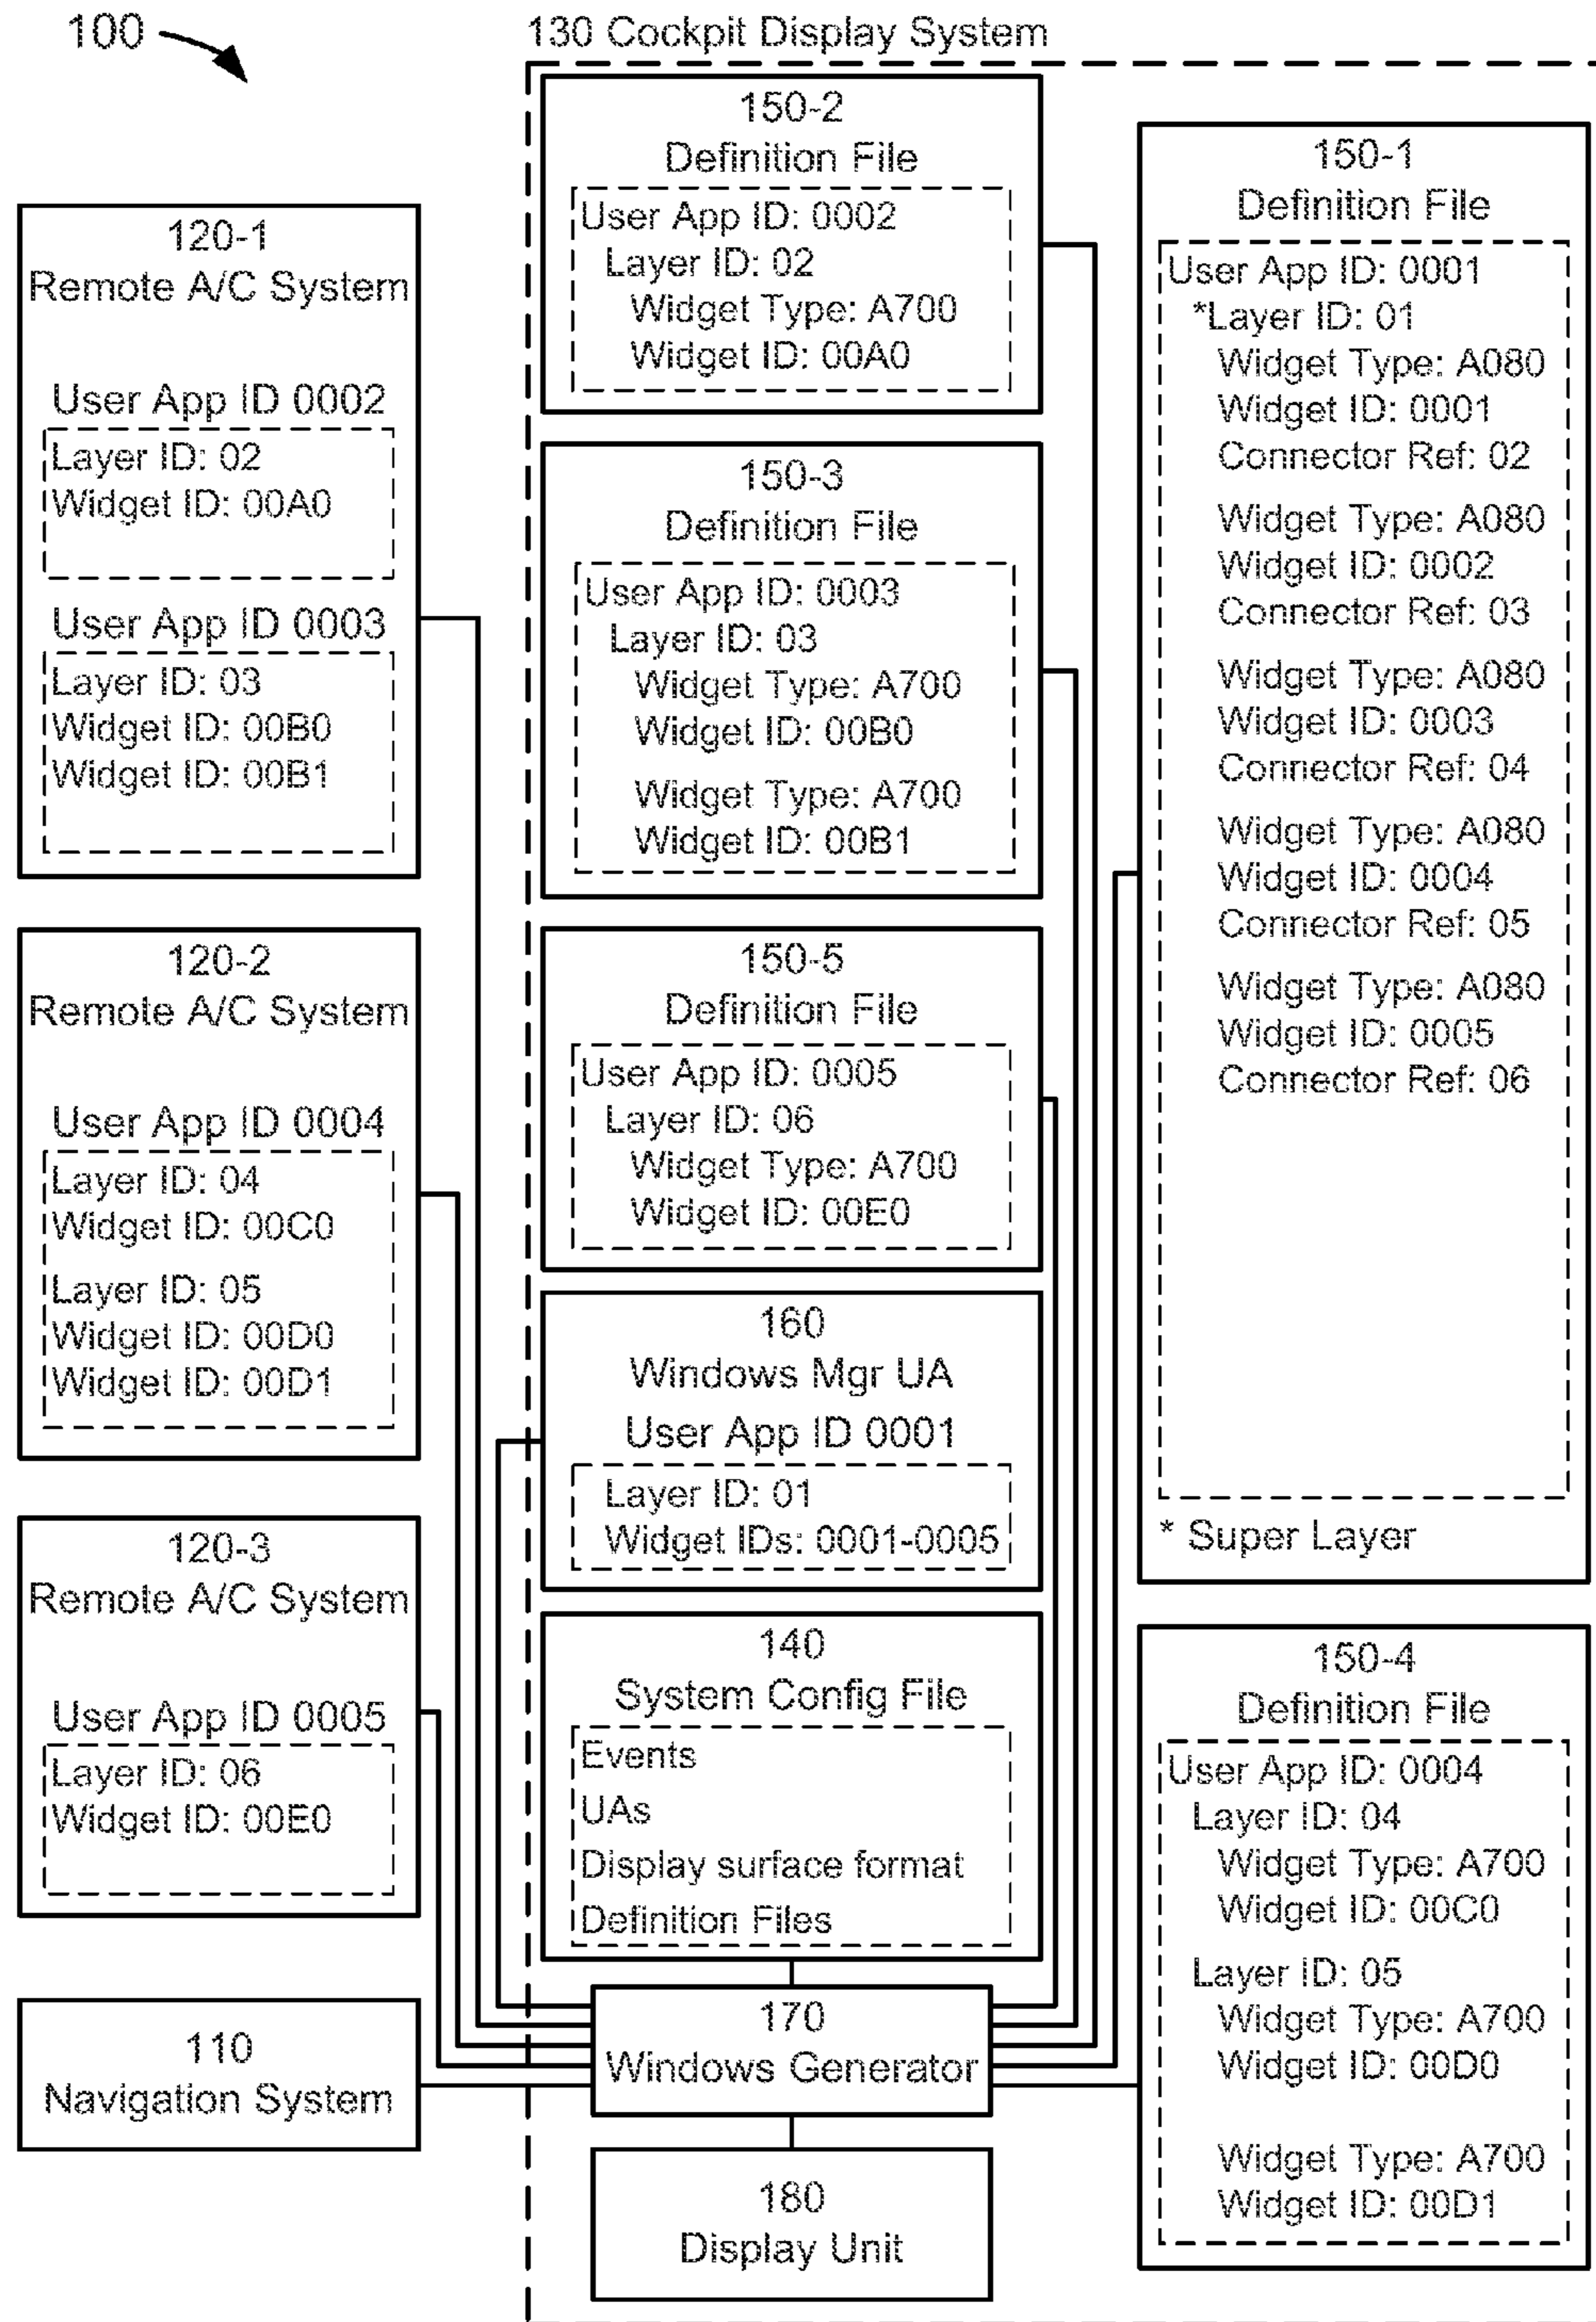 100
130 Cockpit Display System
120-1
Remote A/C System
User App ID 0002
Layer ID: 02
Widget ID: 00A0
User App ID 0003
Layer ID: 03
Widget ID: 00B0
Widget ID: 00B1
120-2
Remote A/C System
User App ID 0004
Layer ID: 04
Widget ID: 00C0
Layer ID: 05
Widget ID: 00D0
Widget ID: 00D1
120-3
Remote A/C System
User App ID 0005
Layer ID: 06
Widget ID: 00E0
110
Navigation System
150-2
Definition File
User App ID: 0002
Layer ID: 02
Widget Type: A700
Widget ID: 00A0
150-3
Definition File
User App ID: 0003
Layer ID: 03
Widget Type: A700
Widget ID: 00B0
Widget Type: A700
Widget ID: 00B1
150-5
Definition File
User App ID: 0005
Layer ID: 06
Widget Type: A700
Widget ID: 00E0
160
Windows Mgr UA
User App ID 0001
Layer ID: 01
Widget IDs: 0001-0005
140
System Config File
Events
UAs
Display surface format
Definition Files
170
Windows Generator
180
Display Unit
150-1
Definition File
User App ID: 0001
*Layer ID: 01
Widget Type: A080
Widget ID: 0001
Connector Ref: 02
Widget Type: A080
Widget ID: 0002
Connector Ref: 03
Widget Type: A080
Widget ID: 0003
Connector Ref: 04
Widget Type: A080
Widget ID: 0004
Connector Ref: 05
Widget Type: A080
Widget ID: 0005
Connector Ref: 06
* Super Layer
150-4
Definition File
User App ID: 0004
Layer ID: 04
Widget Type: A700
Widget ID: 00C0
Layer ID: 05
Widget Type: A700
Widget ID: 00D0
Widget Type: A700
Widget ID: 00D1